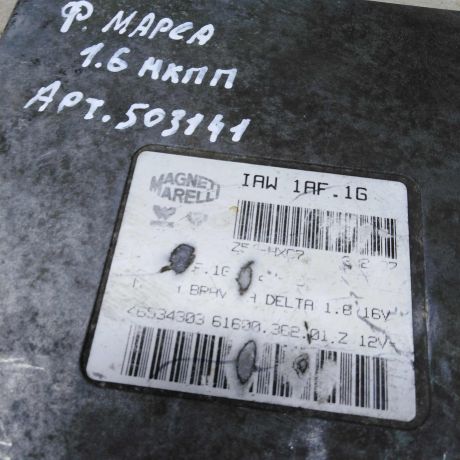 Ф. МАРЕА
1.6 МКПП
АРТ. 503141
MAGNETI MARELLI
IAW 1AF.1G
DELTA 1.8 16V
61600.362.01.Z 12V